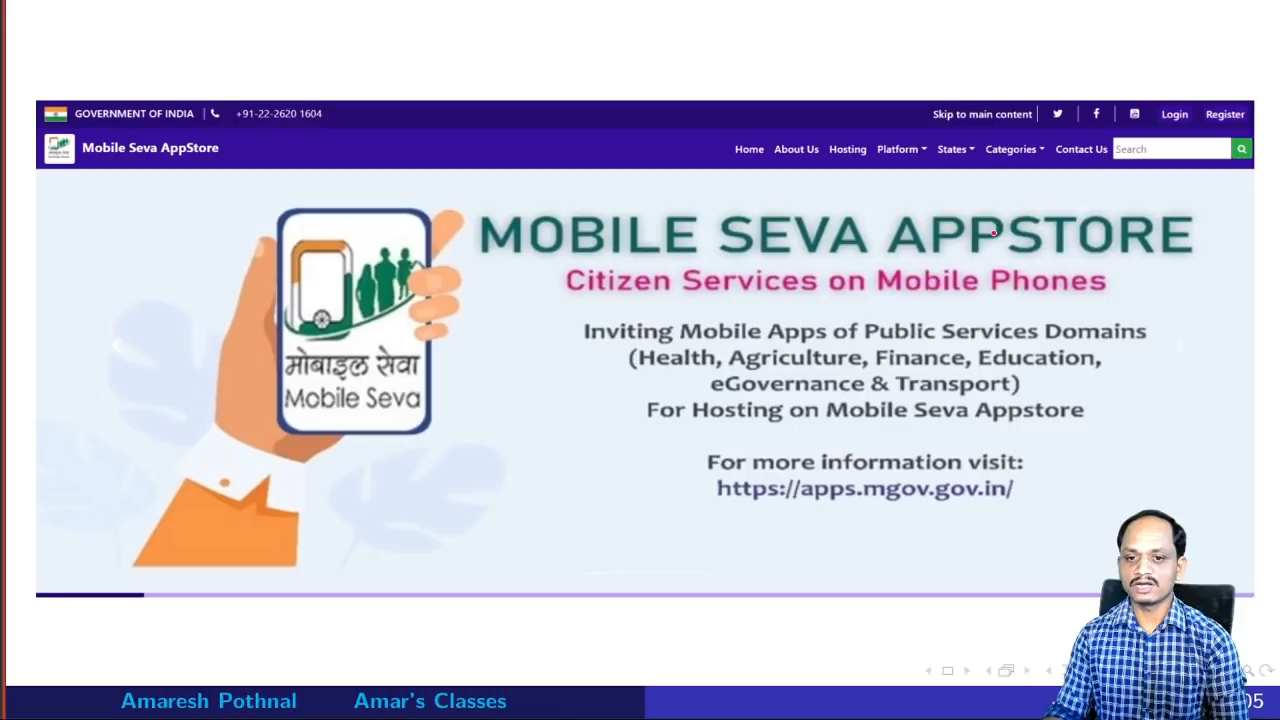 GOVERNMENT OF INDIA +91-22-2620 1604 Skip to main content Login Register
Mobile Seva AppStore Home About Us Hosting Platform States Categories Contact Us Search
MOBILE SEVA APPSTORE
Citizen Services on Mobile Phones
Inviting Mobile Apps of Public Services Domains
(Health, Agriculture, Finance, Education,
eGovernance & Transport)
For Hosting on Mobile Seva Appstore
For more information visit:
https://apps.mgov.gov.in/
मोबाइल सेवा
Mobile Seva
Amaresh Pothnal Amar's Classes